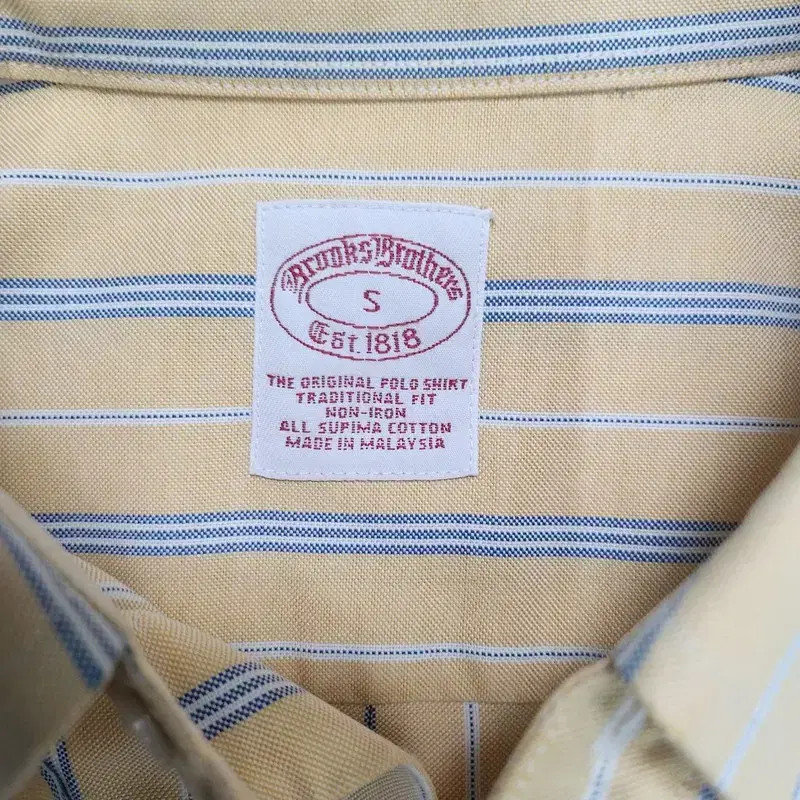 Brooks Brothers
S
Est. 1818
THE ORIGINAL POLO SHIRT
TRADITIONAL FIT
NON-IRON
ALL SUPIMA COTTON
MADE IN MALAYSIA